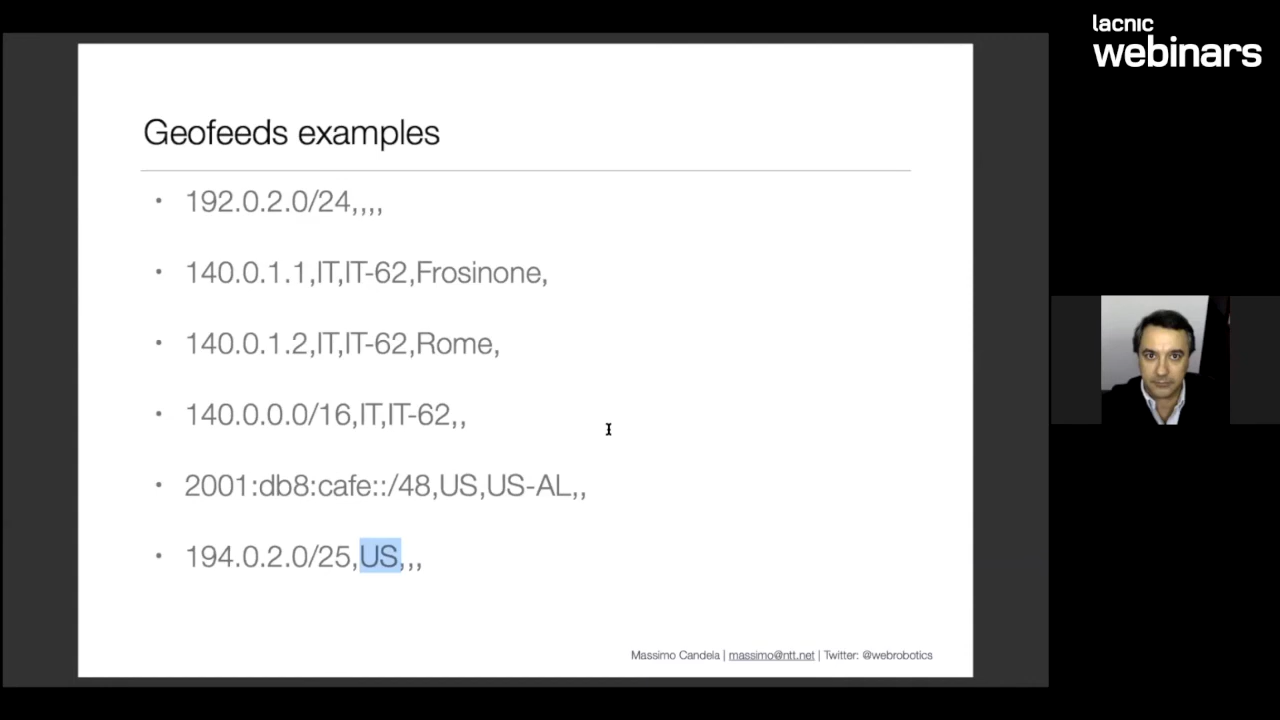 lacnic
webinars
Geofeeds examples
• 192.0.2.0/24,,,,
• 140.0.1.1,IT,IT-62,Frosinone,
• 140.0.1.2,IT,IT-62,Rome,
• 140.0.0.0/16,IT,IT-62,,
• 2001:db8:cafe::/48,US,US-AL,,
• 194.0.2.0/25,US,,,
Massimo Candela | massimo@ntt.net | Twitter: @webrobotics